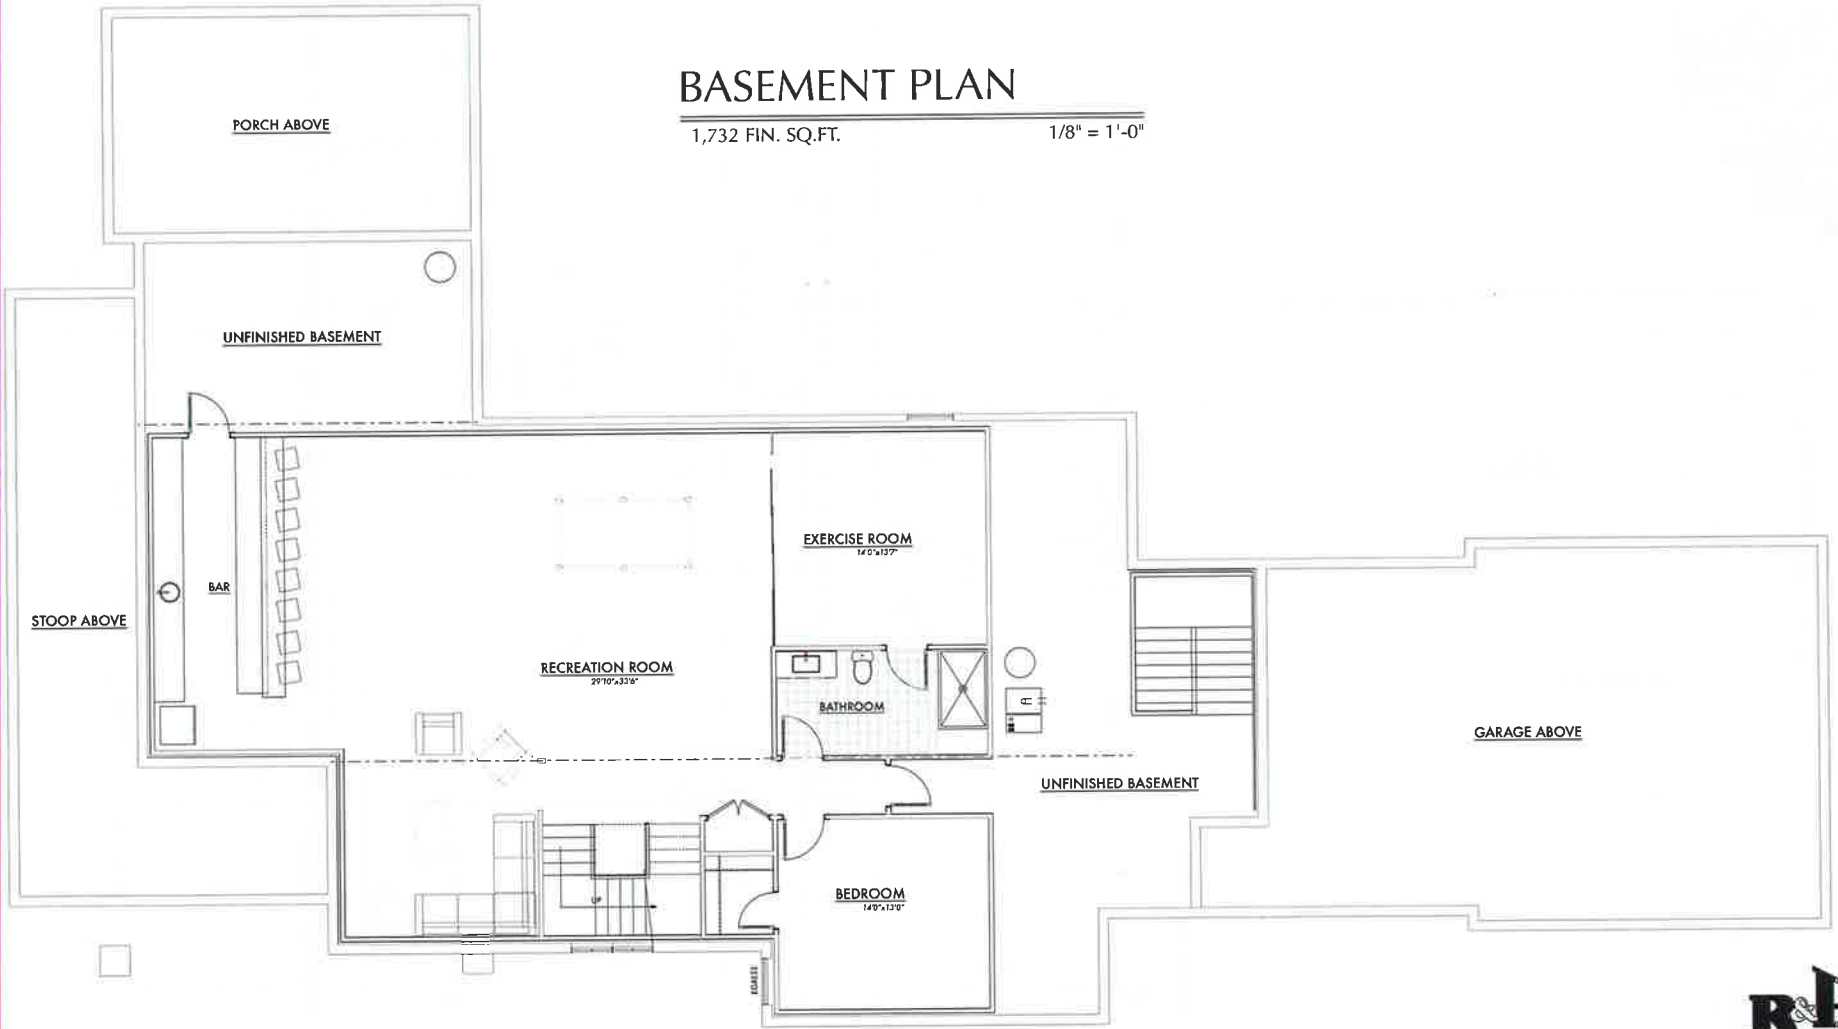 BASEMENT PLAN
1,732 FIN. SQ.FT.
1/8" = 1'-0"
PORCH ABOVE
UNFINISHED BASEMENT
STOOP ABOVE
BAR
EXERCISE ROOM
14'0"x13'7"
RECREATION ROOM
29'10"x33'6"
BATHROOM
GARAGE ABOVE
UNFINISHED BASEMENT
BEDROOM
14'0"x13'0"
UP
EGRESS